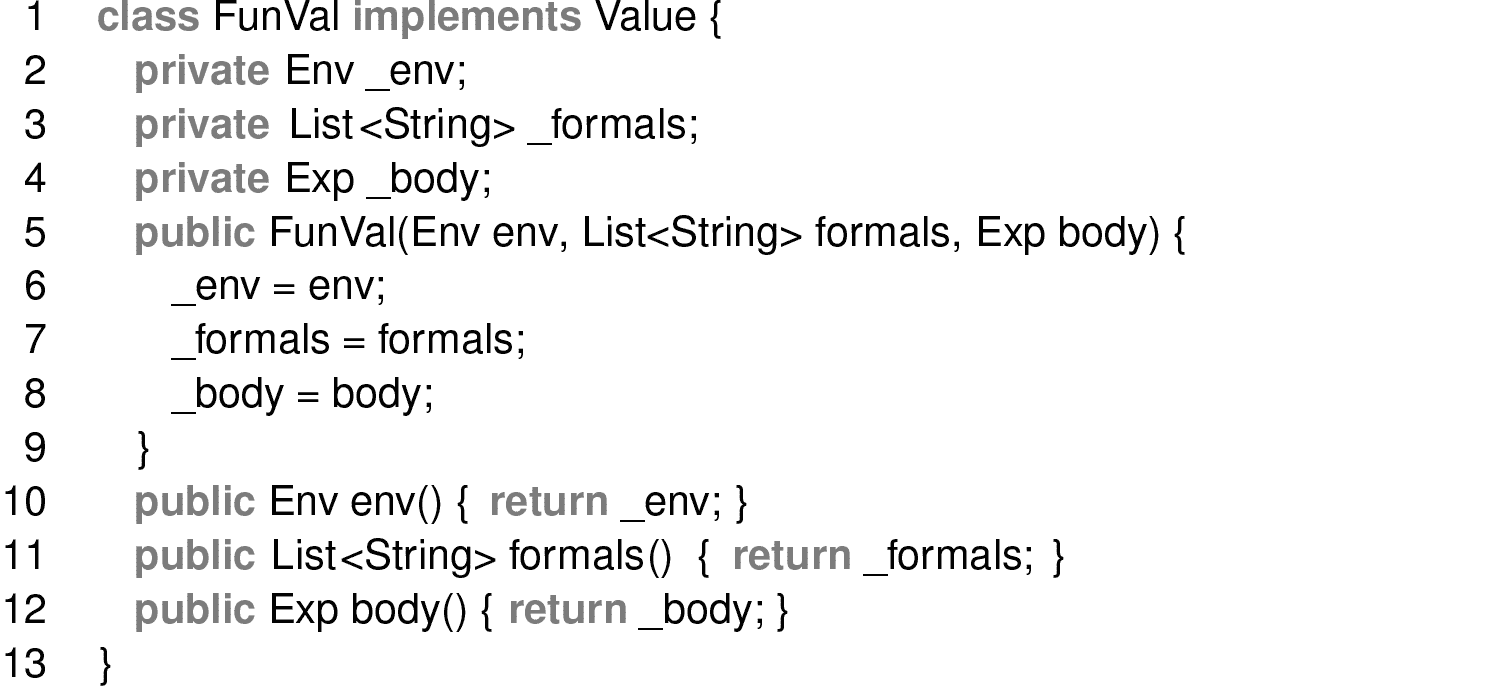 1 class FunVal implements Value {
2 private Env _env;
3 private List<String> _formals;
4 private Exp _body;
5 public FunVal(Env env, List<String> formals, Exp body) {
6 _env = env;
7 _formals = formals;
8 _body = body;
9 }
10 public Env env() { return _env; }
11 public List<String> formals() { return _formals; }
12 public Exp body() { return _body; }
13 }